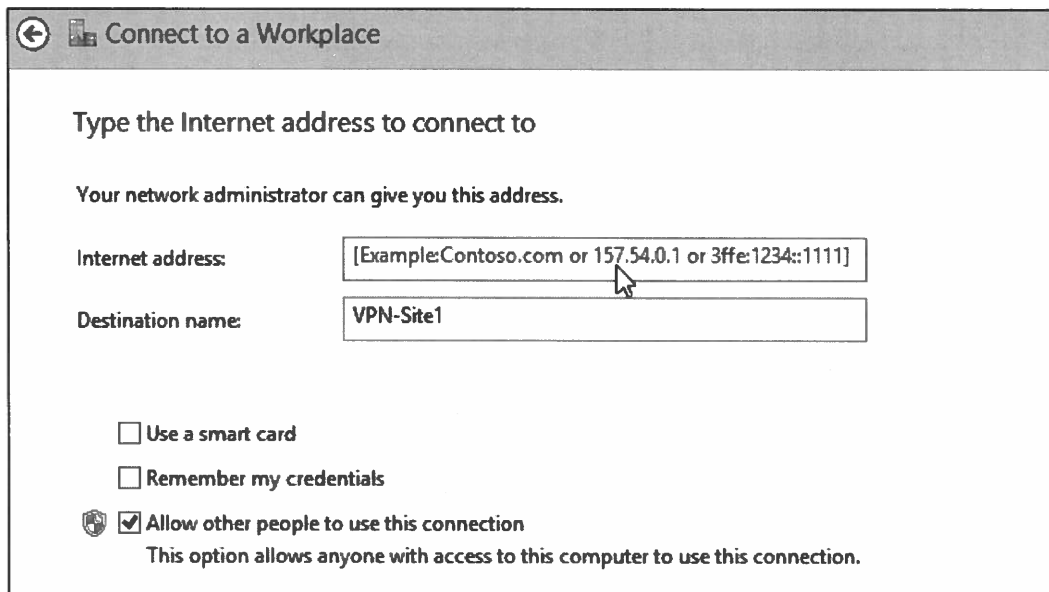 Connect to a Workplace
Type the Internet address to connect to
Your network administrator can give you this address.
Internet address: [Example:Contoso.com or 157.54.0.1 or 3ffe:1234::1111]
Destination name: VPN-Site1
Use a smart card
Remember my credentials
Allow other people to use this connection
This option allows anyone with access to this computer to use this connection.